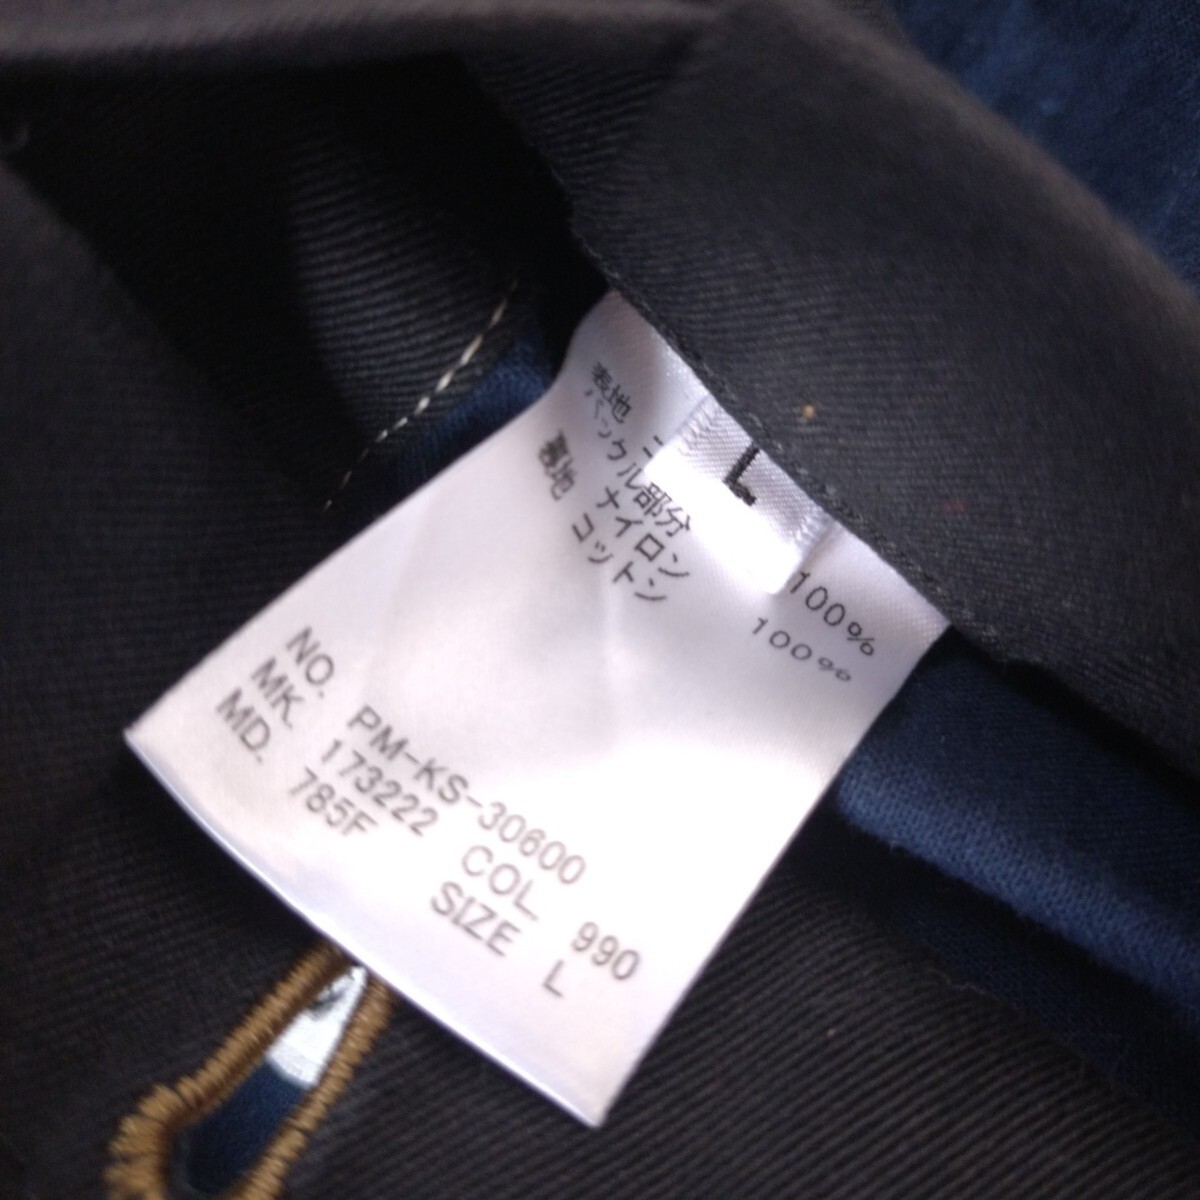 L
表地
バックル部分
ナイロン 100%
裏地 コットン 100%
NO. PM-KS-30600
MK. 173222 COL. 990
MD. 785F SIZE L